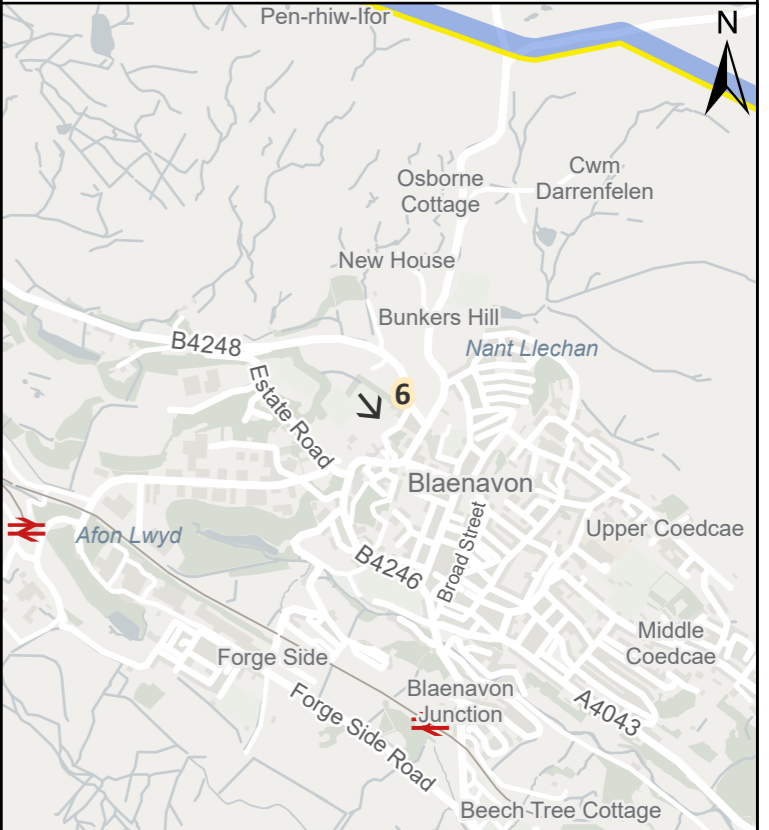 Pen-rhiw-Ifor
N
Cwm
Darrenfelen
Osborne
Cottage
New House
Bunkers Hill
B4248
Nant Llechan
Estate Road
6
Blaenavon
Broad Street
Upper Coedcae
Afon Lwyd
B4246
Middle
Coedcae
Forge Side
Blaenavon
Junction
Forge Side Road
A4043
Beech Tree Cottage